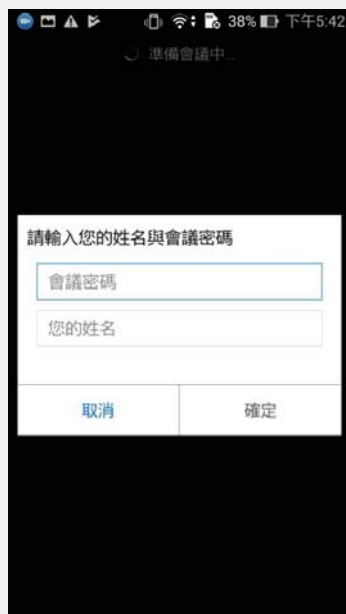 38% 下午5:42
準備會議中...
請輸入您的姓名與會議密碼
會議密碼
您的姓名
取消 確定